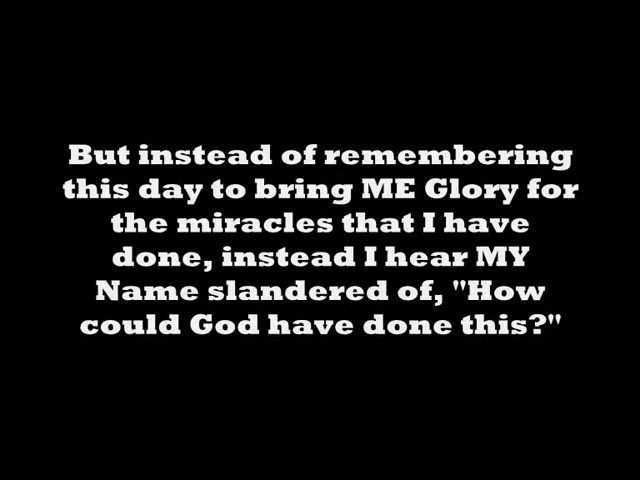 But instead of remembering
this day to bring ME Glory for
the miracles that I have
done, instead I hear MY
Name slandered of, "How
could God have done this?"